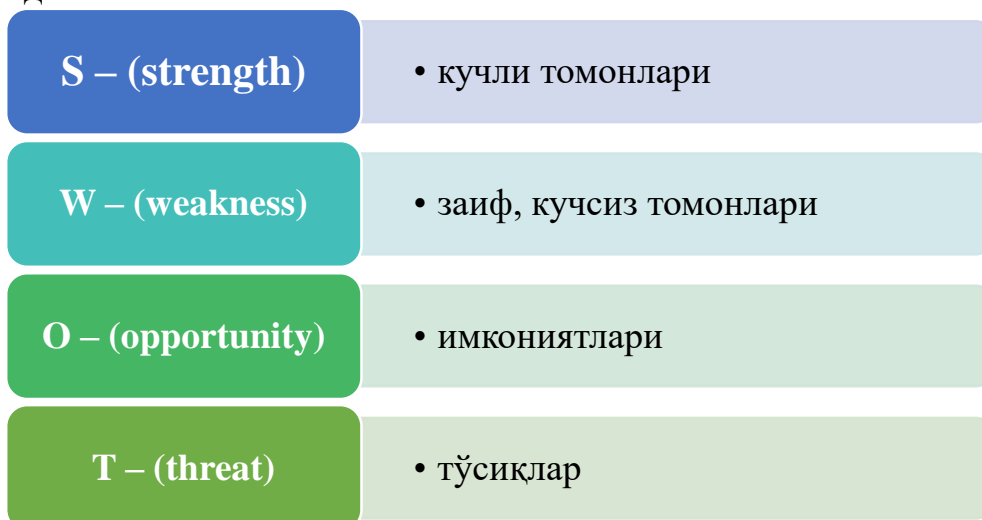 S – (strength)
• кучли томонлари
W – (weakness)
• заиф, кучсиз томонлари
O – (opportunity)
• имкониятлари
T – (threat)
• тўсиқлар